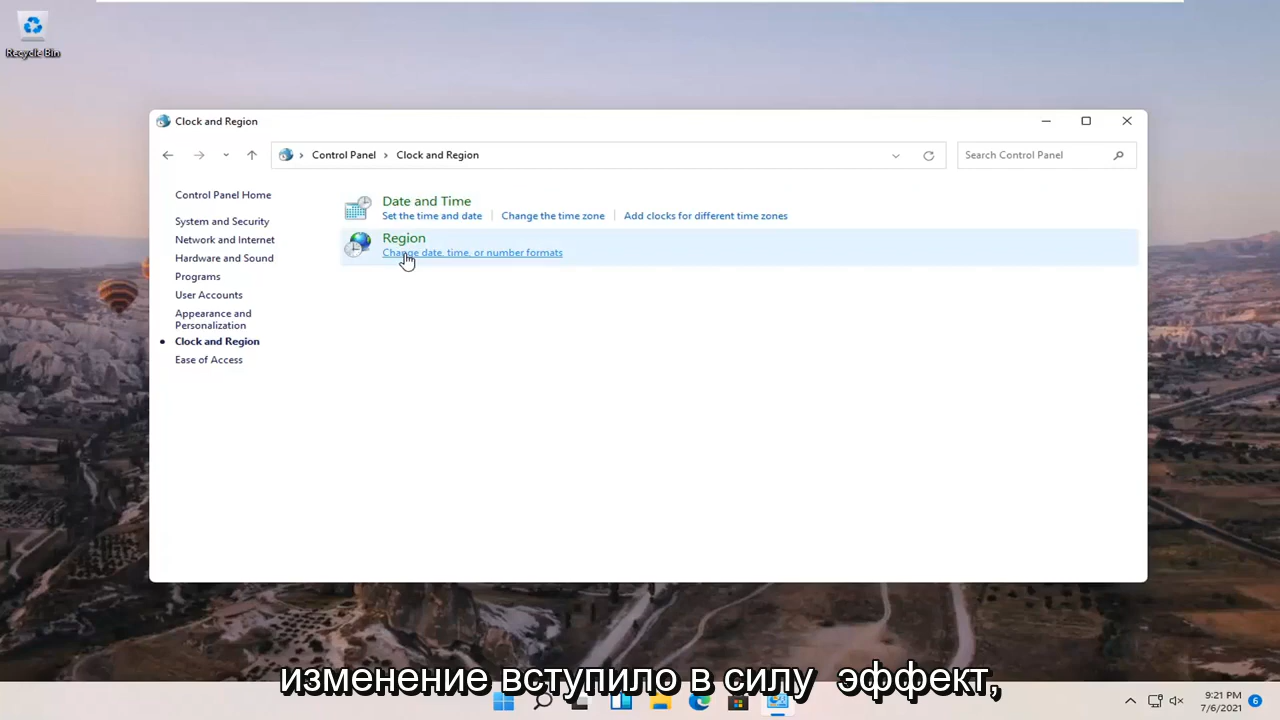 Recycle Bin
Clock and Region
Control Panel
Clock and Region
Search Control Panel
Control Panel Home
System and Security
Network and Internet
Hardware and Sound
Programs
User Accounts
Appearance and
Personalization
Clock and Region
Ease of Access
Date and Time
Set the time and date
Change the time zone
Add clocks for different time zones
Region
Change date, time, or number formats
изменение вступило в силу эффект,
9:21 PM
7/6/2021
6